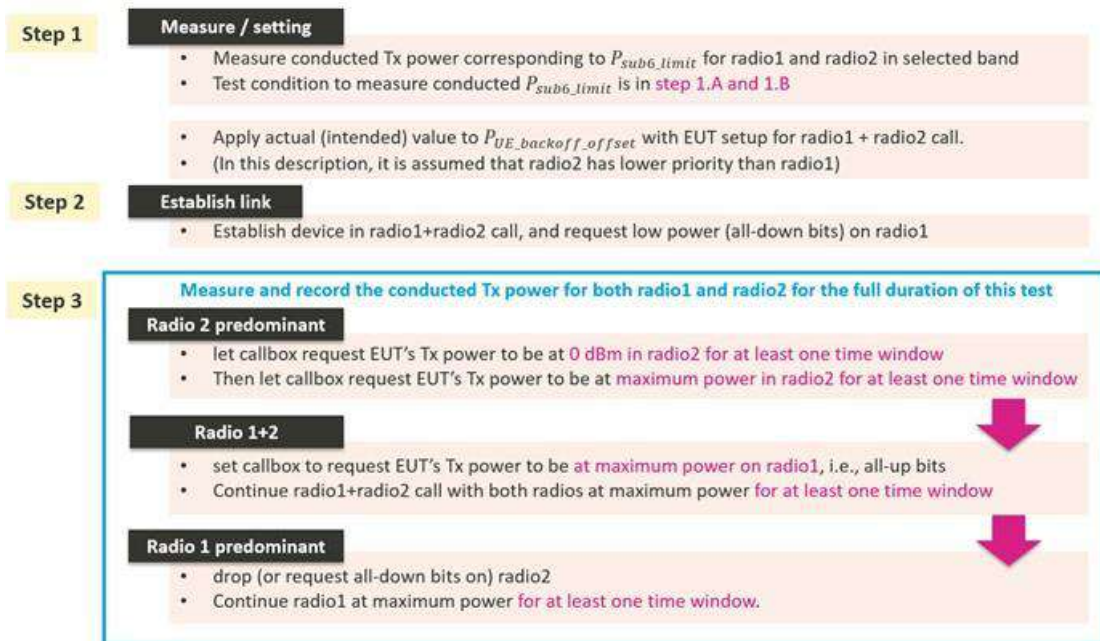 Step 1
Measure / setting
• Measure conducted Tx power corresponding to P_sub6_limit for radio1 and radio2 in selected band
• Test condition to measure conducted P_sub6_limit is in step 1.A and 1.B
• Apply actual (intended) value to P_UE_backoff_offset with EUT setup for radio1 + radio2 call.
• (In this description, it is assumed that radio2 has lower priority than radio1)
Step 2
Establish link
• Establish device in radio1+radio2 call, and request low power (all-down bits) on radio1
Step 3
Measure and record the conducted Tx power for both radio1 and radio2 for the full duration of this test
Radio 2 predominant
• let callbox request EUT's Tx power to be at 0 dBm in radio2 for at least one time window
• Then let callbox request EUT's Tx power to be at maximum power in radio2 for at least one time window
Radio 1+2
• set callbox to request EUT's Tx power to be at maximum power on radio1, i.e., all-up bits
• Continue radio1+radio2 call with both radios at maximum power for at least one time window
Radio 1 predominant
• drop (or request all-down bits on) radio2
• Continue radio1 at maximum power for at least one time window.